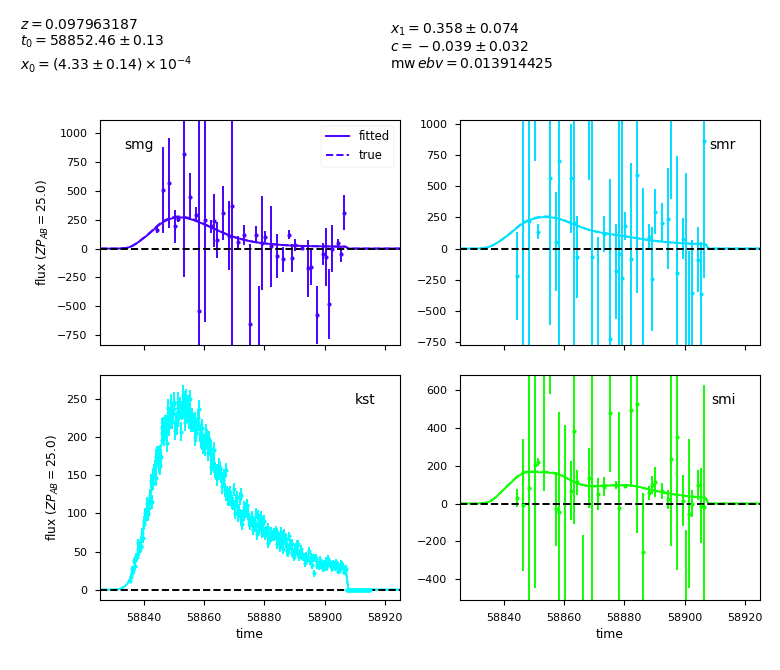 z = 0.097963187
t₀ = 58852.46 ± 0.13
x₀ = (4.33 ± 0.14) × 10⁻⁴
x₁ = 0.358 ± 0.074
c = −0.039 ± 0.032
mw ebv = 0.013914425
smg
fitted
true
flux (ZP_AB = 25.0)
1000
750
500
250
0
−250
−500
−750
smr
1000
750
500
250
0
−250
−500
−750
kst
flux (ZP_AB = 25.0)
250
200
150
100
50
0
58840 58860 58880 58900 58920
time
smi
600
400
200
0
−200
−400
58840 58860 58880 58900 58920
time